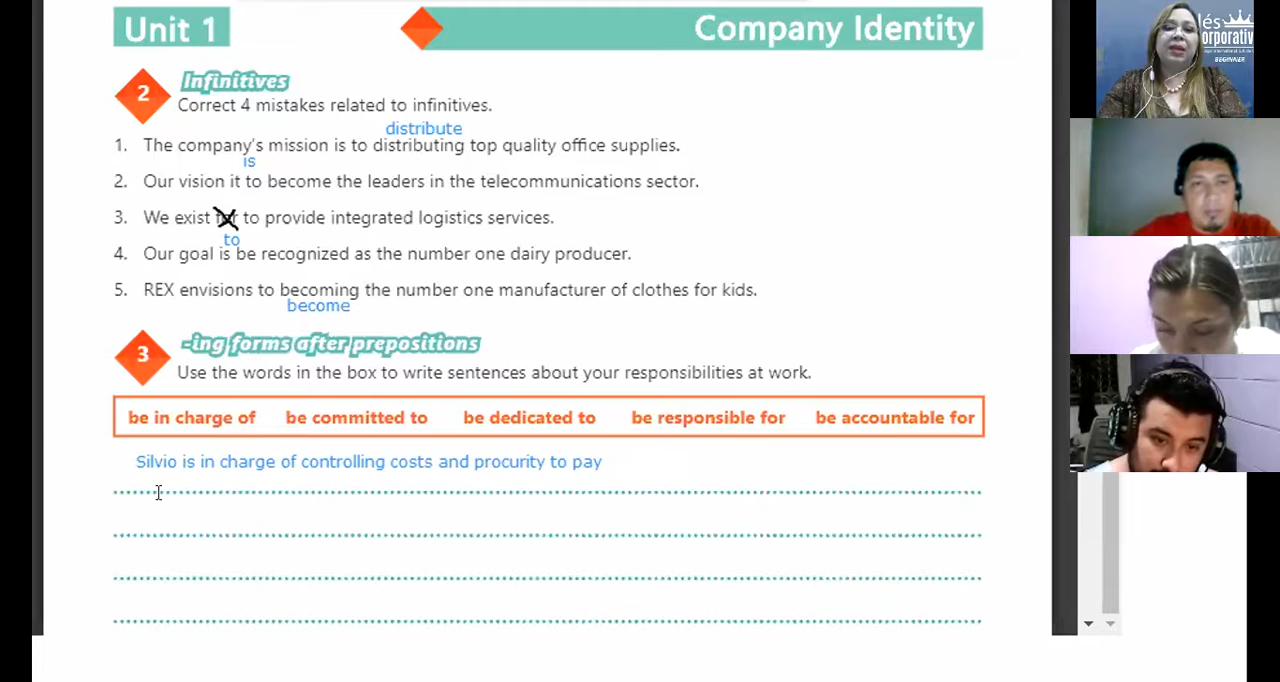 Unit 1
Company Identity
2
Infinitives
Correct 4 mistakes related to infinitives.
distribute
1. The company's mission is to distributing top quality office supplies.
is
2. Our vision it to become the leaders in the telecommunications sector.
3. We exist for to provide integrated logistics services.
to
4. Our goal is be recognized as the number one dairy producer.
5. REX envisions to becoming the number one manufacturer of clothes for kids.
become
3
-ing forms after prepositions
Use the words in the box to write sentences about your responsibilities at work.
be in charge of be committed to be dedicated to be responsible for be accountable for
Silvio is in charge of controlling costs and procurity to pay